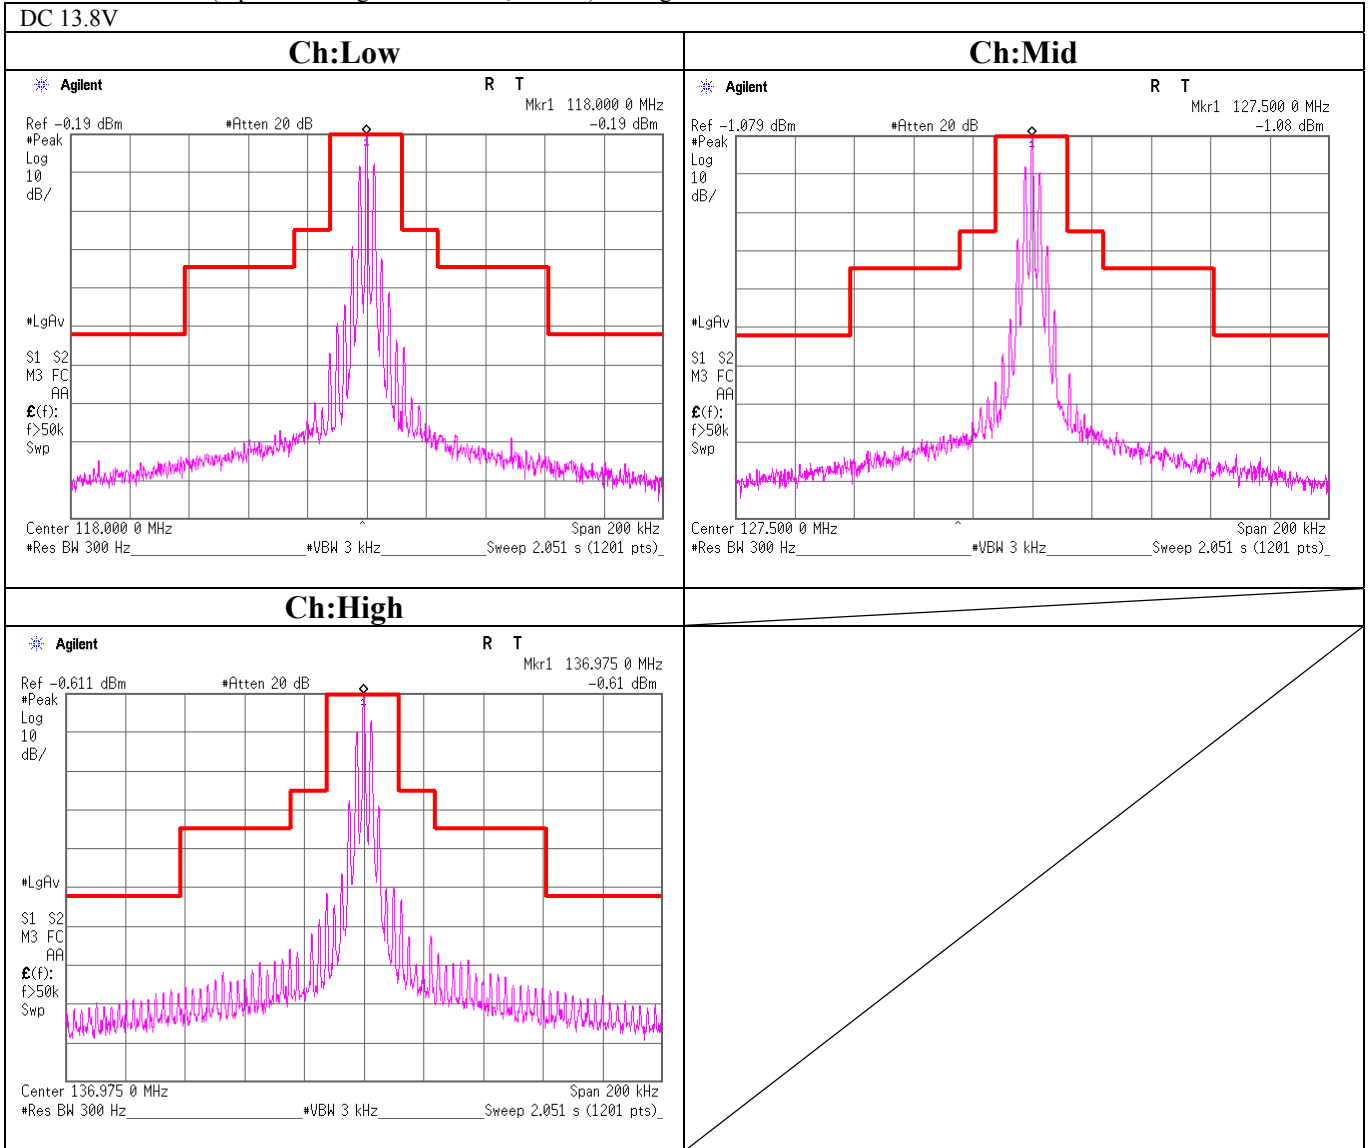 DC 13.8V
Ch:Low
Ch:Mid
Agilent
R T
Mkr1 118.000 0 MHz
Ref -0.19 dBm
#Atten 20 dB
-0.19 dBm
#Peak
Log
10
dB/
1
#LgAv
S1 S2
M3 FC
AA
£(f):
f>50k
Swp
Center 118.000 0 MHz
Span 200 kHz
#Res BW 300 Hz
#VBW 3 kHz
Sweep 2.051 s (1201 pts)
Agilent
R T
Mkr1 127.500 0 MHz
Ref -1.079 dBm
#Atten 20 dB
-1.08 dBm
#Peak
Log
10
dB/
1
#LgAv
S1 S2
M3 FC
AA
£(f):
f>50k
Swp
Center 127.500 0 MHz
Span 200 kHz
#Res BW 300 Hz
#VBW 3 kHz
Sweep 2.051 s (1201 pts)
Ch:High
Agilent
R T
Mkr1 136.975 0 MHz
Ref -0.611 dBm
#Atten 20 dB
-0.61 dBm
#Peak
Log
10
dB/
1
#LgAv
S1 S2
M3 FC
AA
£(f):
f>50k
Swp
Center 136.975 0 MHz
Span 200 kHz
#Res BW 300 Hz
#VBW 3 kHz
Sweep 2.051 s (1201 pts)